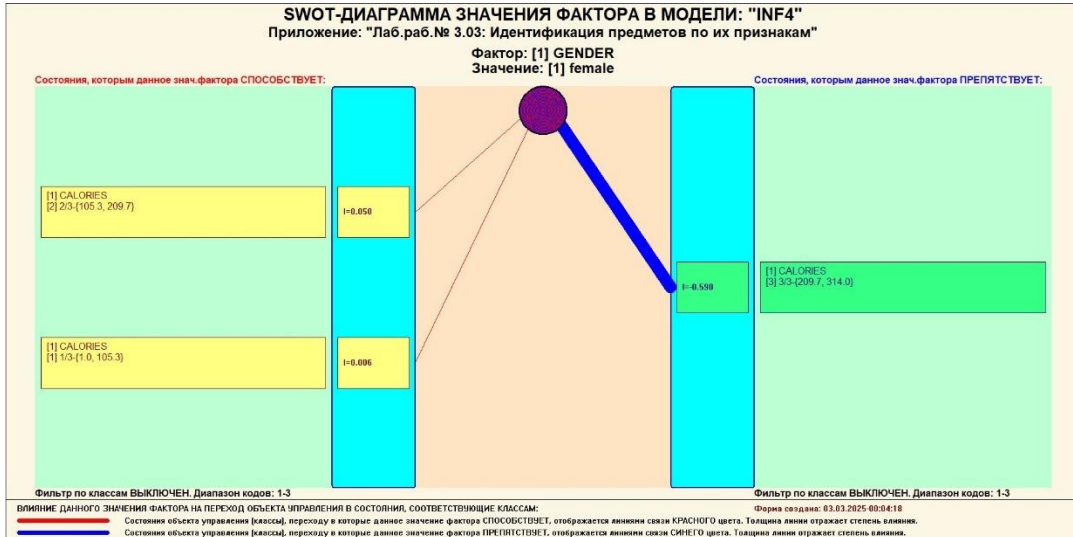 SWOT-ДИАГРАММА ЗНАЧЕНИЯ ФАКТОРА В МОДЕЛИ: "INF4"
Приложение: "Лаб.раб.№ 3.03: Идентификация предметов по их признакам"
Фактор: [1] GENDER
Значение: [1] female
Состояния, которым данное знач.фактора СПОСОБСТВУЕТ:
Состояния, которым данное знач.фактора ПРЕПЯТСТВУЕТ:
[1] CALORIES
[2] 2/3-{105.3, 209.7}
I=0.050
[1] CALORIES
[3] 3/3-{209.7, 314.0}
I=-0.590
[1] CALORIES
[1] 1/3-{1.0, 105.3}
I=0.006
Фильтр по классам ВЫКЛЮЧЕН. Диапазон кодов: 1-3
Фильтр по классам ВЫКЛЮЧЕН. Диапазон кодов: 1-3
ВЛИЯНИЕ ДАННОГО ЗНАЧЕНИЯ ФАКТОРА НА ПЕРЕХОД ОБЪЕКТА УПРАВЛЕНИЯ В СОСТОЯНИЯ, СООТВЕТСТВУЮЩИЕ КЛАССАМ:
Форма создана: 03.03.2025-00:04:18
Состояния объекта управления [классы], переходу в которые данное значение фактора СПОСОБСТВУЕТ, отображается линиями связи КРАСНОГО цвета. Толщина линии отражает степень влияния.
Состояния объекта управления [классы], переходу в которые данное значение фактора ПРЕПЯТСТВУЕТ, отображается линиями связи СИНЕГО цвета. Толщина линии отражает степень влияния.